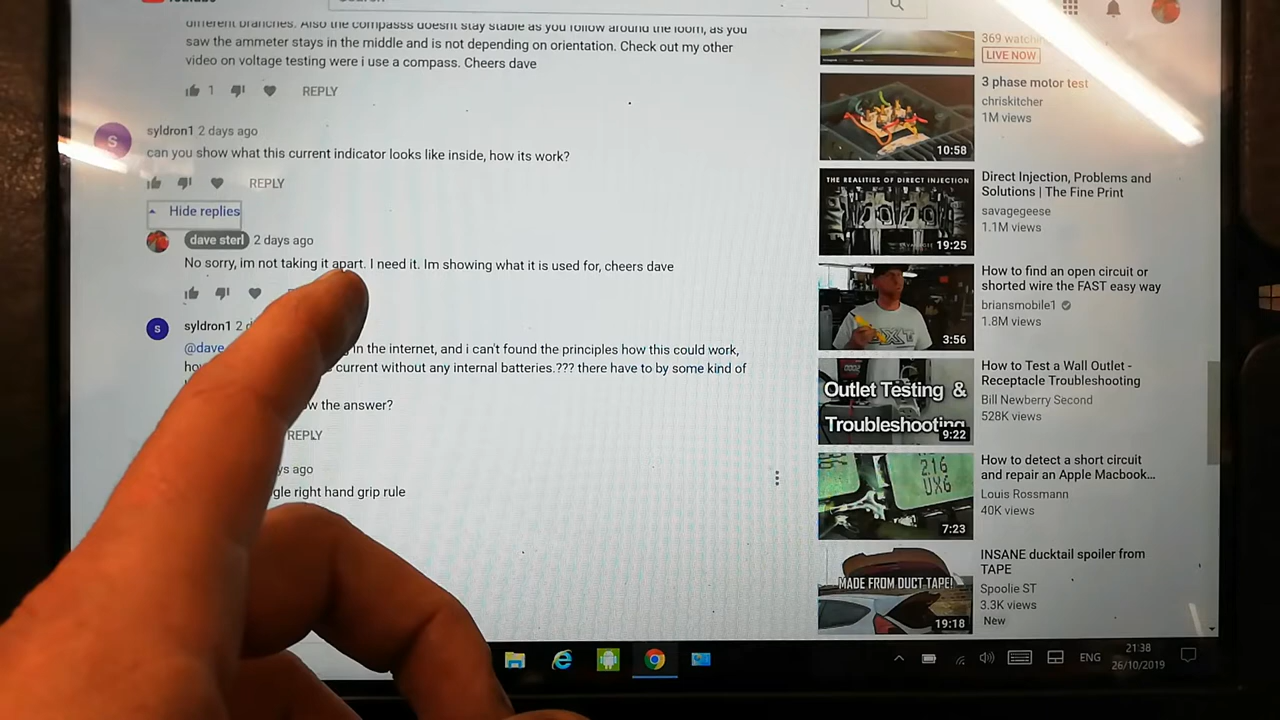 different branches. Also the compasss doesnt stay stable as you follow around the loom, as you
saw the ammeter stays in the middle and is not depending on orientation. Check out my other
video on voltage testing were i use a compass. Cheers dave
1 REPLY
S
syldron1 2 days ago
can you show what this current indicator looks like inside, how its work?
REPLY
Hide replies
dave sterl 2 days ago
No sorry, im not taking it apart. I need it. Im showing what it is used for, cheers dave
S
syldron1 2
@dave in the internet, and i can't found the principles how this could work,
current without any internal batteries.??? there have to by some kind of
the answer?
REPLY
ago
right hand grip rule
369
LIVE NOW
3 phase motor test
chriskitcher
1M views
10:58
THE REALITIES OF DIRECT INJECTION
Direct Injection, Problems and
Solutions | The Fine Print
savagegeese
1.1M views
19:25
How to find an open circuit or
shorted wire the FAST easy way
briansmobile1
1.8M views
3:56
Outlet Testing &
Troubleshooting
9:22
How to Test a Wall Outlet -
Receptacle Troubleshooting
Bill Newberry Second
528K views
216
UX6
7:23
How to detect a short circuit
and repair an Apple Macbook...
Louis Rossmann
40K views
MADE FROM DUCT TAPE!
19:18
INSANE ducktail spoiler from
TAPE
Spoolie ST
3.3K views
New
ENG
21:38
26/10/2019